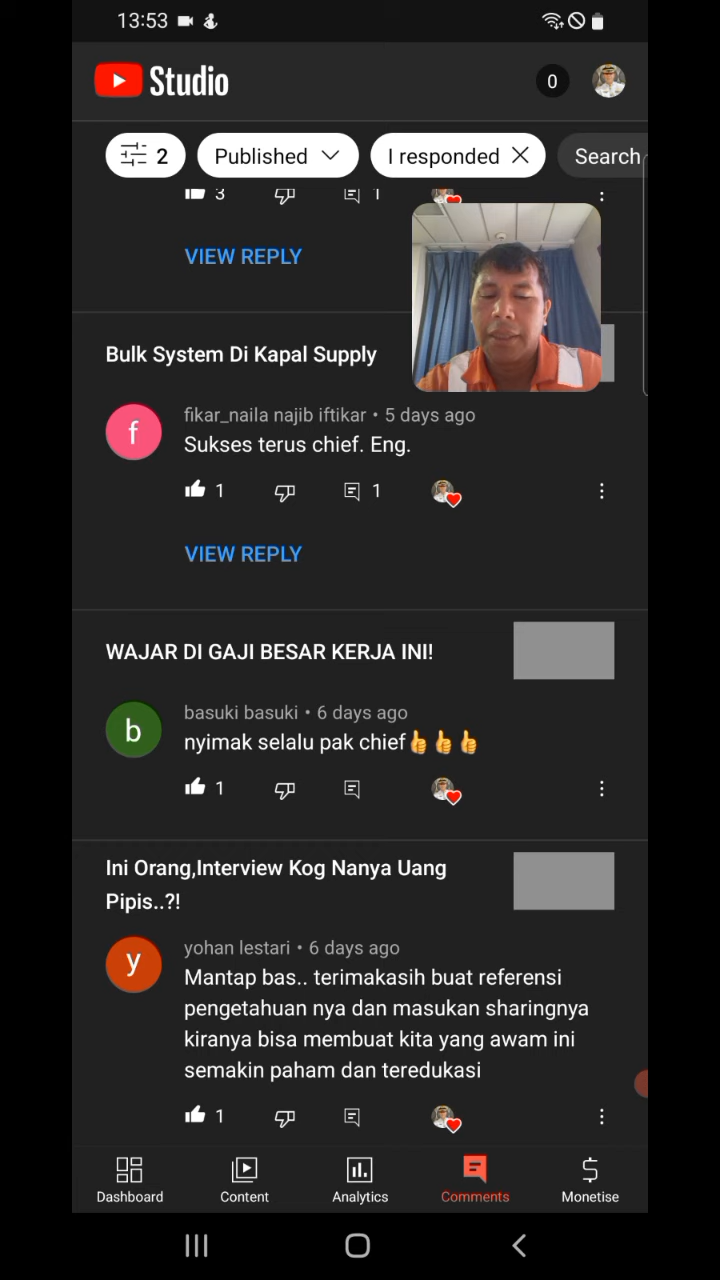 13:53
Studio
0
2
Published
I responded
Search
3
1
VIEW REPLY
Bulk System Di Kapal Supply
f
fikar_naila najib iftikar • 5 days ago
Sukses terus chief. Eng.
1
1
VIEW REPLY
WAJAR DI GAJI BESAR KERJA INI!
b
basuki basuki • 6 days ago
nyimak selalu pak chief👍👍👍
1
Ini Orang,Interview Kog Nanya Uang
Pipis..?!
y
yohan lestari • 6 days ago
Mantap bas.. terimakasih buat referensi
pengetahuan nya dan masukan sharingnya
kiranya bisa membuat kita yang awam ini
semakin paham dan teredukasi
1
Dashboard
Content
Analytics
Comments
Monetise